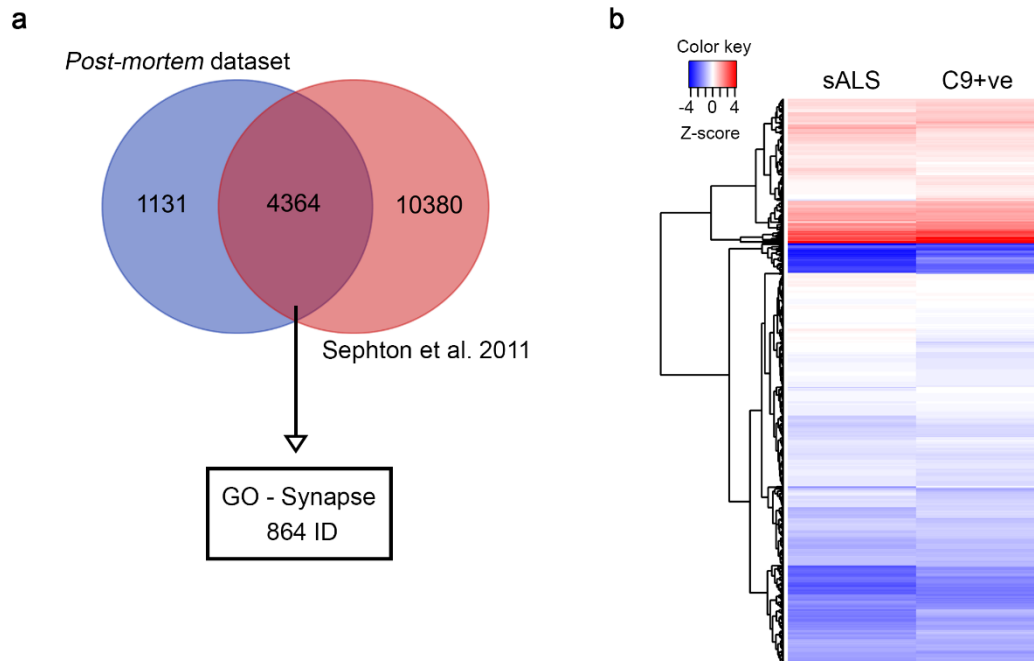 a
Post-mortem dataset
1131
4364
10380
Sephton et al. 2011
GO - Synapse
864 ID
b
Color key
-4 0 4
Z-score
sALS
C9+ve